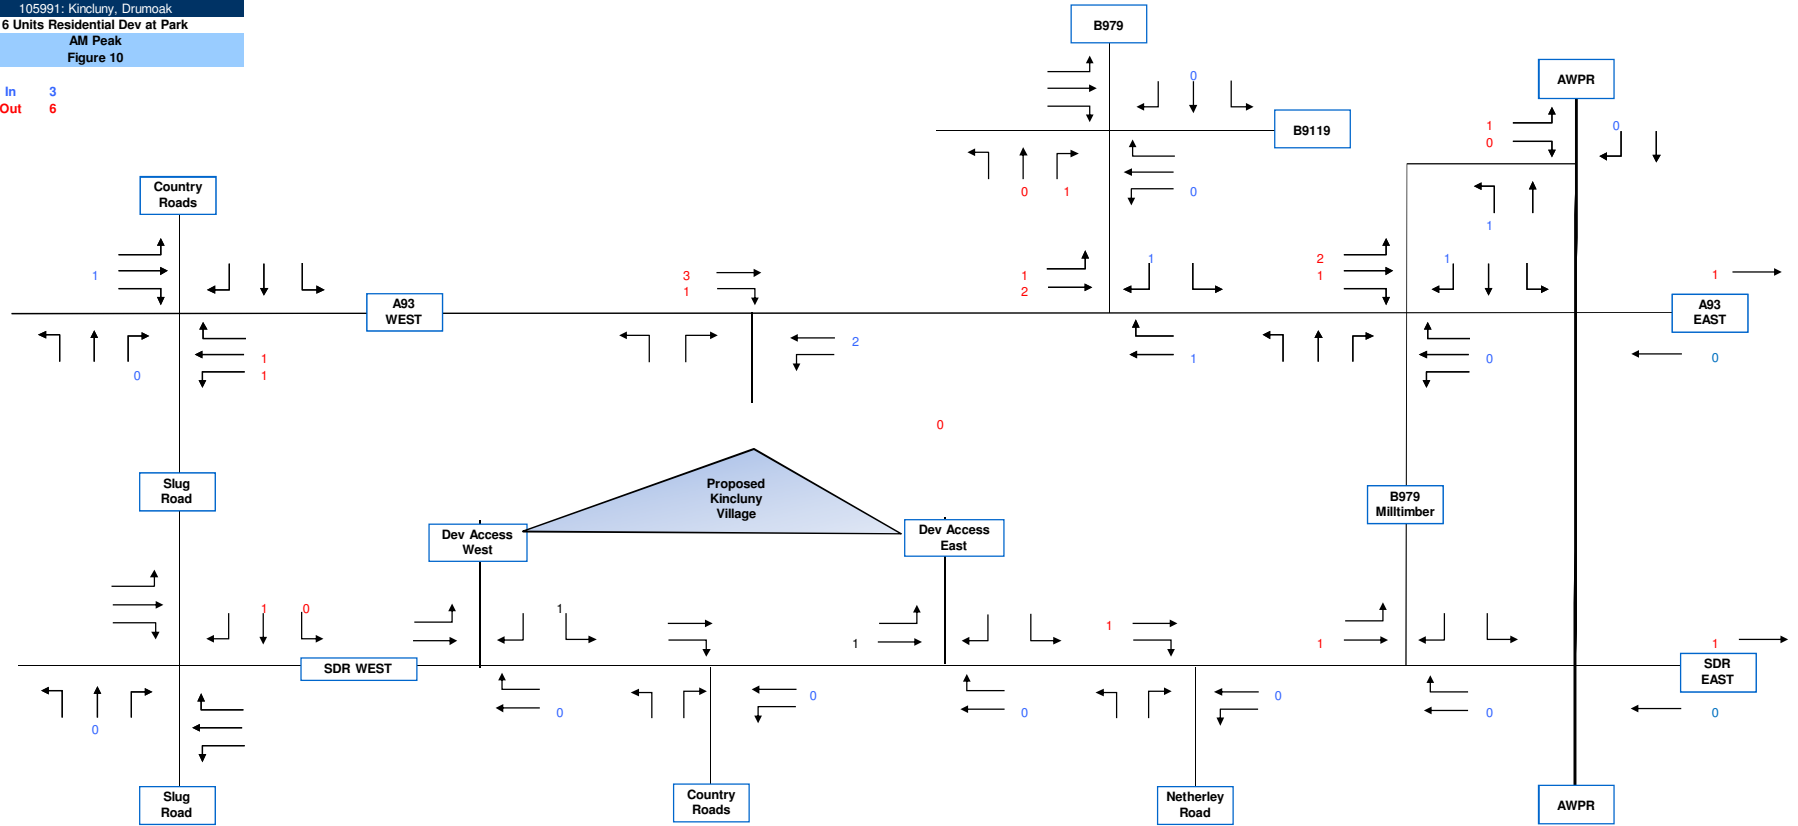 105991: Kincluny, Drumoak
6 Units Residential Dev at Park
AM Peak
Figure 10
In 3
Out 6
B979
AWPR
0
B9119
1
0
0
0 1
0
1
Country
Roads
1
A93
WEST
3
1
1
2
1
2
1
1
1
A93
EAST
0
1
1
2
1
0
0
0
Slug
Road
Proposed
Kincluny
Village
B979
Milltimber
Dev Access
West
Dev Access
East
1 0
1
1
1
1
1
SDR WEST
SDR
EAST
0
0
0
0
0
0
0
Slug
Road
Country
Roads
Netherley
Road
AWPR